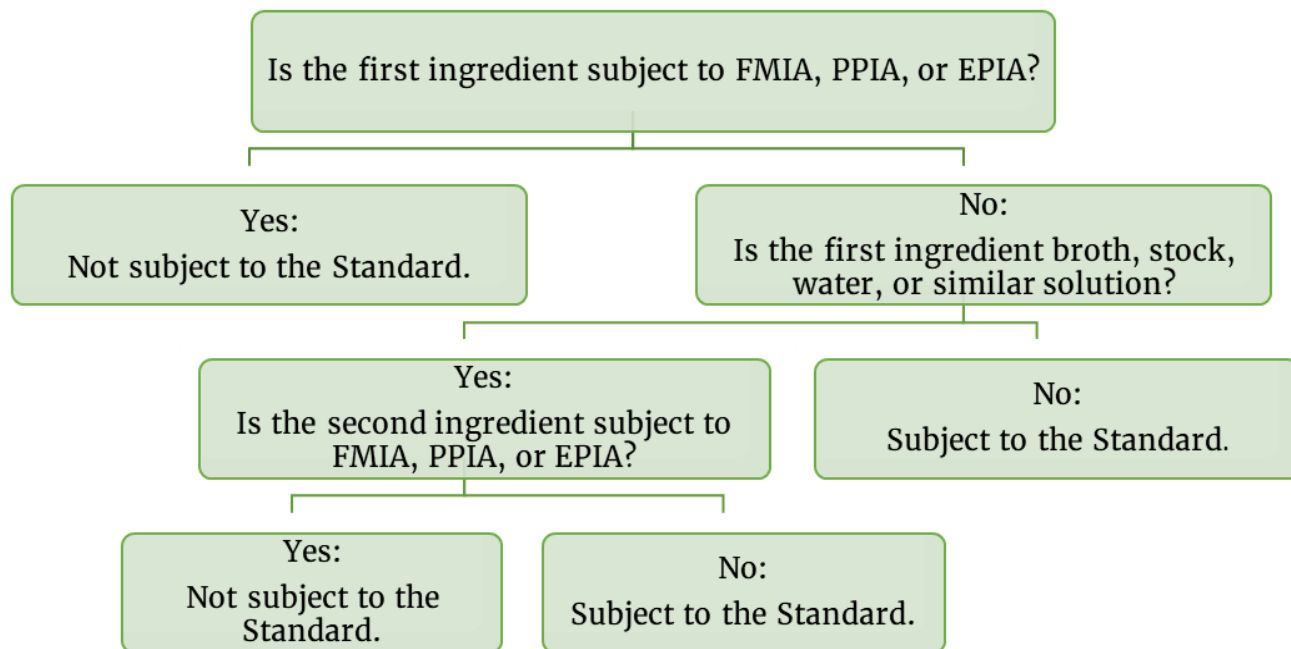 Is the first ingredient subject to FMIA, PPIA, or EPIA?
Yes:
Not subject to the Standard.
No:
Is the first ingredient broth, stock,
water, or similar solution?
Yes:
Is the second ingredient subject to
FMIA, PPIA, or EPIA?
No:
Subject to the Standard.
Yes:
Not subject to the
Standard.
No:
Subject to the Standard.